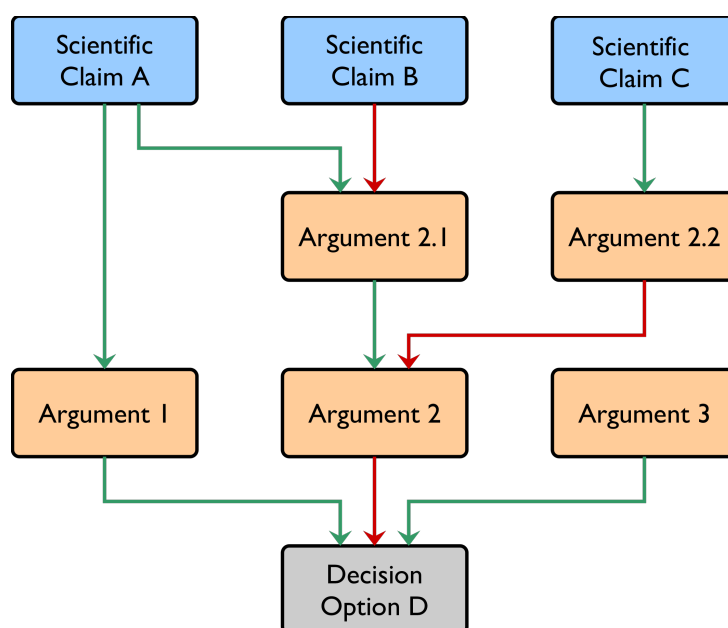 Scientific
Claim A
Scientific
Claim B
Scientific
Claim C
Argument 2.1
Argument 2.2
Argument 1
Argument 2
Argument 3
Decision
Option D